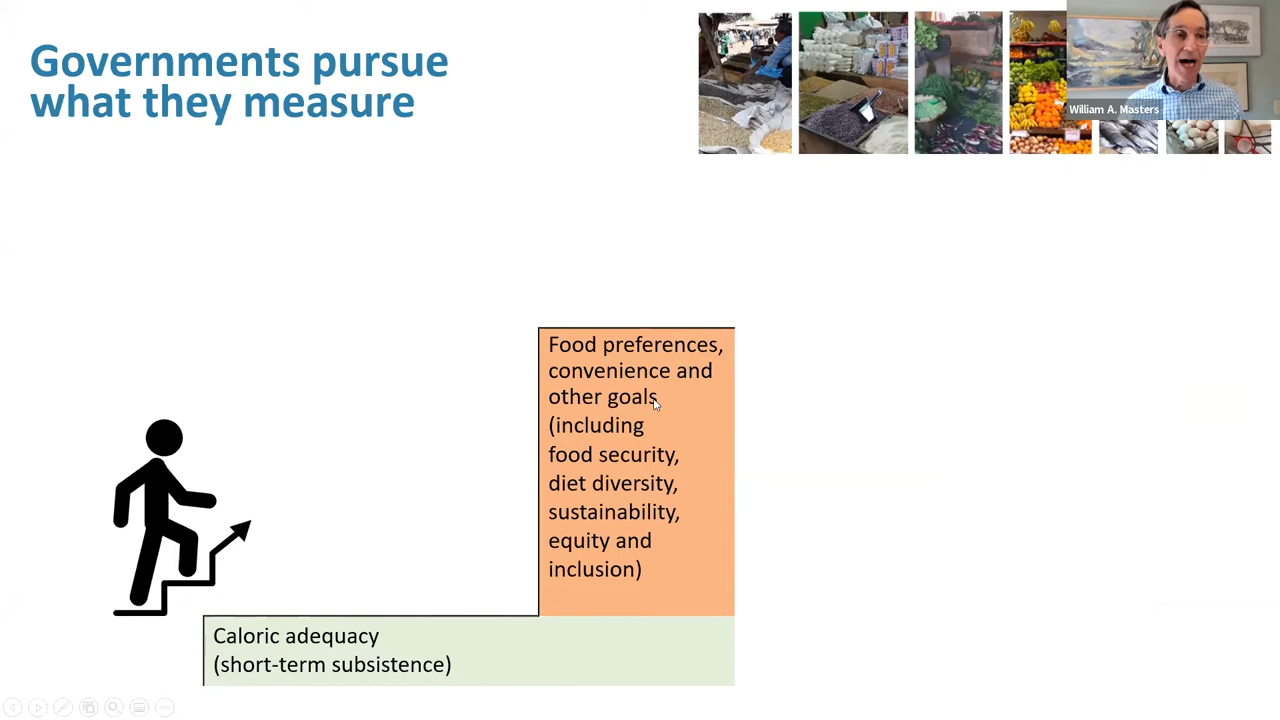 Governments pursue
what they measure
William A. Masters
Food preferences,
convenience and
other goals
(including
food security,
diet diversity,
sustainability,
equity and
inclusion)
Caloric adequacy
(short-term subsistence)